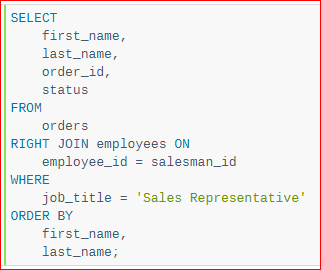 SELECT
    first_name,
    last_name,
    order_id,
    status
FROM
    orders
RIGHT JOIN employees ON
    employee_id = salesman_id
WHERE
    job_title = 'Sales Representative'
ORDER BY
    first_name,
    last_name;